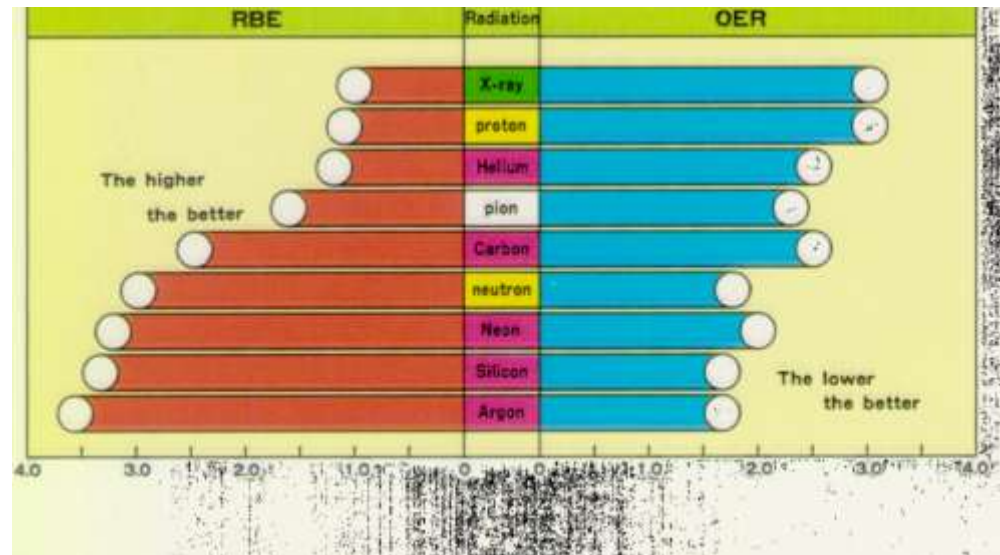 RBE Radiation OER
X-ray
proton
Helium
The higher
the better
pion
Carbon
neutron
Neon
Silicon
The lower
the better
Argon
4.0 3.0 2.0 1.0 0 0 1.0 2.0 3.0 4.0